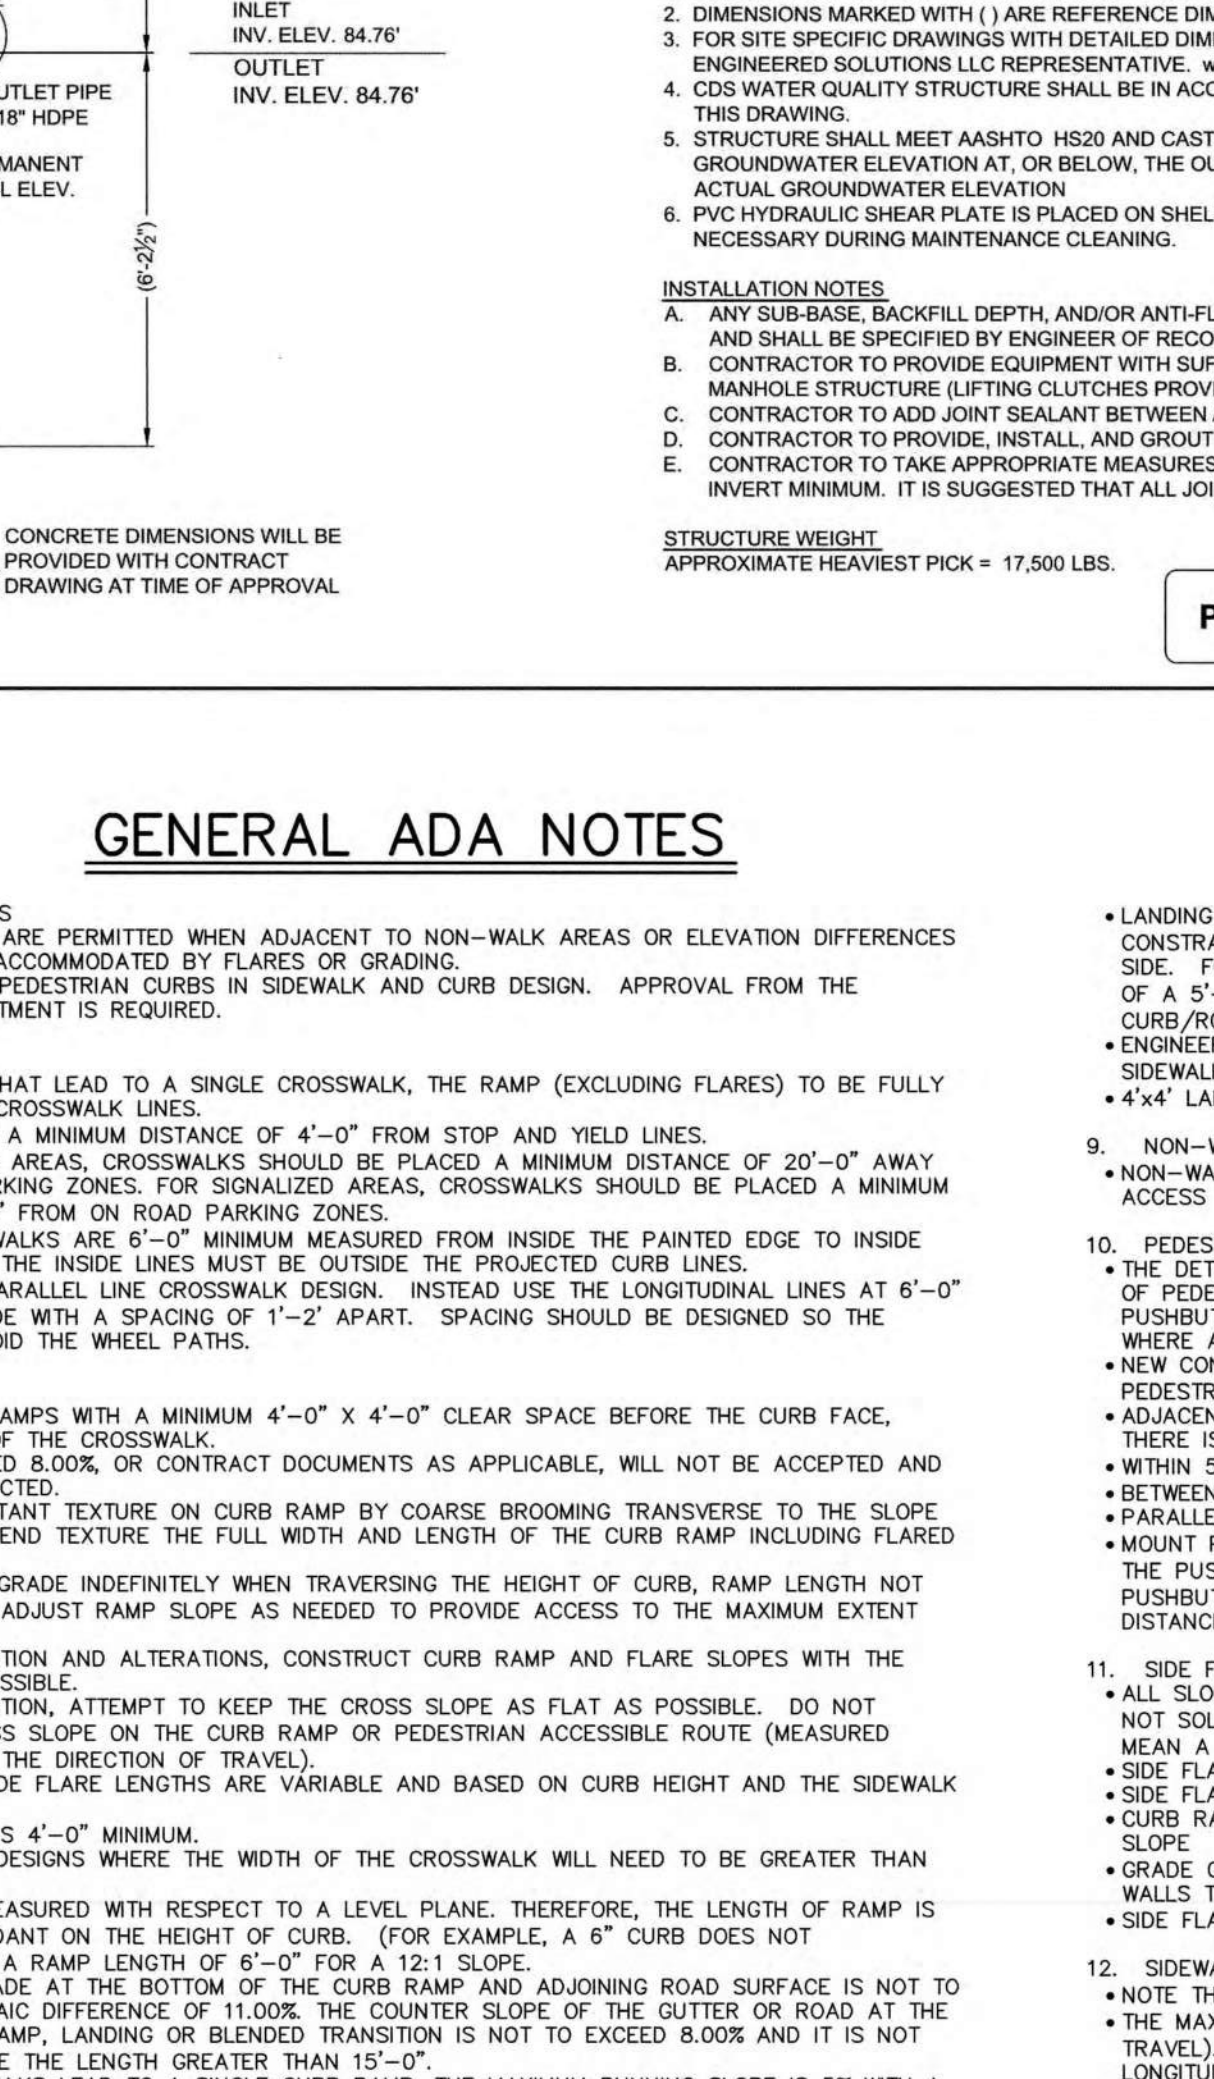 INLET
INV. ELEV. 84.76'
OUTLET
INV. ELEV. 84.76'
UTLET PIPE
18" HDPE
MANENT
L ELEV.
(6'-2½")
CONCRETE DIMENSIONS WILL BE
PROVIDED WITH CONTRACT
DRAWING AT TIME OF APPROVAL
2. DIMENSIONS MARKED WITH ( ) ARE REFERENCE DIM
3. FOR SITE SPECIFIC DRAWINGS WITH DETAILED DIM
ENGINEERED SOLUTIONS LLC REPRESENTATIVE. w
4. CDS WATER QUALITY STRUCTURE SHALL BE IN ACC
THIS DRAWING.
5. STRUCTURE SHALL MEET AASHTO HS20 AND CAST
GROUNDWATER ELEVATION AT, OR BELOW, THE OU
ACTUAL GROUNDWATER ELEVATION
6. PVC HYDRAULIC SHEAR PLATE IS PLACED ON SHEL
NECESSARY DURING MAINTENANCE CLEANING.
INSTALLATION NOTES
A. ANY SUB-BASE, BACKFILL DEPTH, AND/OR ANTI-FL
AND SHALL BE SPECIFIED BY ENGINEER OF RECO
B. CONTRACTOR TO PROVIDE EQUIPMENT WITH SUF
MANHOLE STRUCTURE (LIFTING CLUTCHES PROVI
C. CONTRACTOR TO ADD JOINT SEALANT BETWEEN
D. CONTRACTOR TO PROVIDE, INSTALL, AND GROUT
E. CONTRACTOR TO TAKE APPROPRIATE MEASURES
INVERT MINIMUM. IT IS SUGGESTED THAT ALL JOI
STRUCTURE WEIGHT
APPROXIMATE HEAVIEST PICK = 17,500 LBS.
P
GENERAL ADA NOTES
S
ARE PERMITTED WHEN ADJACENT TO NON-WALK AREAS OR ELEVATION DIFFERENCES
ACCOMMODATED BY FLARES OR GRADING.
PEDESTRIAN CURBS IN SIDEWALK AND CURB DESIGN. APPROVAL FROM THE
TMENT IS REQUIRED.
HAT LEAD TO A SINGLE CROSSWALK, THE RAMP (EXCLUDING FLARES) TO BE FULLY
CROSSWALK LINES.
A MINIMUM DISTANCE OF 4'-0" FROM STOP AND YIELD LINES.
AREAS, CROSSWALKS SHOULD BE PLACED A MINIMUM DISTANCE OF 20'-0" AWAY
RKING ZONES. FOR SIGNALIZED AREAS, CROSSWALKS SHOULD BE PLACED A MINIMUM
' FROM ON ROAD PARKING ZONES.
WALKS ARE 6'-0" MINIMUM MEASURED FROM INSIDE THE PAINTED EDGE TO INSIDE
THE INSIDE LINES MUST BE OUTSIDE THE PROJECTED CURB LINES.
ARALLEL LINE CROSSWALK DESIGN. INSTEAD USE THE LONGITUDINAL LINES AT 6'-0"
DE WITH A SPACING OF 1'-2' APART. SPACING SHOULD BE DESIGNED SO THE
OID THE WHEEL PATHS.
AMPS WITH A MINIMUM 4'-0" X 4'-0" CLEAR SPACE BEFORE THE CURB FACE,
OF THE CROSSWALK.
ED 8.00%, OR CONTRACT DOCUMENTS AS APPLICABLE, WILL NOT BE ACCEPTED AND
CTED.
TANT TEXTURE ON CURB RAMP BY COARSE BROOMING TRANSVERSE TO THE SLOPE
END TEXTURE THE FULL WIDTH AND LENGTH OF THE CURB RAMP INCLUDING FLARED
GRADE INDEFINITELY WHEN TRAVERSING THE HEIGHT OF CURB, RAMP LENGTH NOT
ADJUST RAMP SLOPE AS NEEDED TO PROVIDE ACCESS TO THE MAXIMUM EXTENT
TION AND ALTERATIONS, CONSTRUCT CURB RAMP AND FLARE SLOPES WITH THE
SSIBLE.
TION, ATTEMPT TO KEEP THE CROSS SLOPE AS FLAT AS POSSIBLE. DO NOT
SS SLOPE ON THE CURB RAMP OR PEDESTRIAN ACCESSIBLE ROUTE (MEASURED
THE DIRECTION OF TRAVEL).
DE FLARE LENGTHS ARE VARIABLE AND BASED ON CURB HEIGHT AND THE SIDEWALK
S 4'-0" MINIMUM.
DESIGNS WHERE THE WIDTH OF THE CROSSWALK WILL NEED TO BE GREATER THAN
EASURED WITH RESPECT TO A LEVEL PLANE. THEREFORE, THE LENGTH OF RAMP IS
DANT ON THE HEIGHT OF CURB. (FOR EXAMPLE, A 6" CURB DOES NOT
A RAMP LENGTH OF 6'-0" FOR A 12:1 SLOPE.
ADE AT THE BOTTOM OF THE CURB RAMP AND ADJOINING ROAD SURFACE IS NOT TO
AIC DIFFERENCE OF 11.00%. THE COUNTER SLOPE OF THE GUTTER OR ROAD AT THE
AMP, LANDING OR BLENDED TRANSITION IS NOT TO EXCEED 8.00% AND IT IS NOT
E THE LENGTH GREATER THAN 15'-0".
LEAD TO A SINGLE CURB RAMP, THE MAXIMUM RUNNING SLOPE IS 5% WITH
• LANDING
CONSTRA
SIDE. F
OF A 5'-
CURB/RO
• ENGINEE
SIDEWAL
• 4'x4' LA
9. NON-W
• NON-WA
ACCESS
10. PEDES
• THE DET
OF PEDE
PUSHBUT
WHERE A
• NEW CON
PEDESTR
• ADJACEN
THERE IS
• WITHIN 5
• BETWEEN
• PARALLE
• MOUNT P
THE PUS
PUSHBUT
DISTANC
11. SIDE F
• ALL SLO
NOT SOL
MEAN A
• SIDE FLA
• SIDE FLA
• CURB RA
SLOPE
• GRADE
WALLS T
• SIDE FLA
12. SIDEWA
• NOTE TH
• THE MAX
TRAVEL).
LONGITU